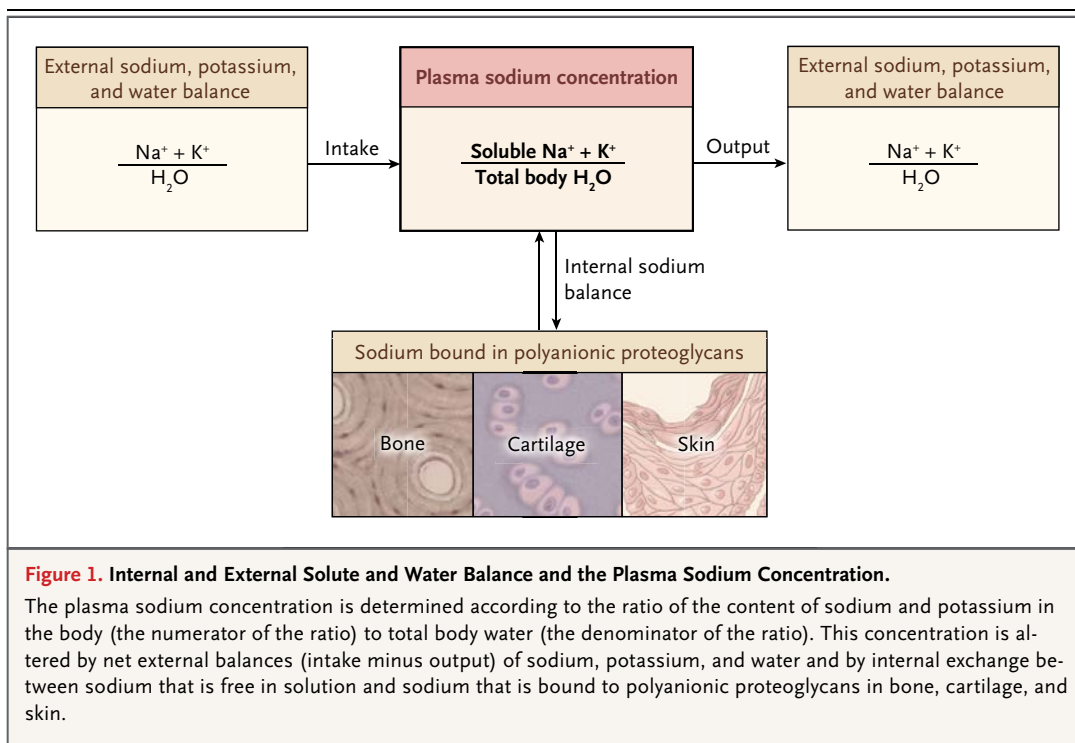 External sodium, potassium,
and water balance
Na⁺ + K⁺
H₂O
Intake
Plasma sodium concentration
Soluble Na⁺ + K⁺
Total body H₂O
Output
External sodium, potassium,
and water balance
Na⁺ + K⁺
H₂O
Internal sodium
balance
Sodium bound in polyanionic proteoglycans
Bone
Cartilage
Skin
Figure 1. Internal and External Solute and Water Balance and the Plasma Sodium Concentration.
The plasma sodium concentration is determined according to the ratio of the content of sodium and potassium in
the body (the numerator of the ratio) to total body water (the denominator of the ratio). This concentration is al-
tered by net external balances (intake minus output) of sodium, potassium, and water and by internal exchange be-
tween sodium that is free in solution and sodium that is bound to polyanionic proteoglycans in bone, cartilage, and
skin.